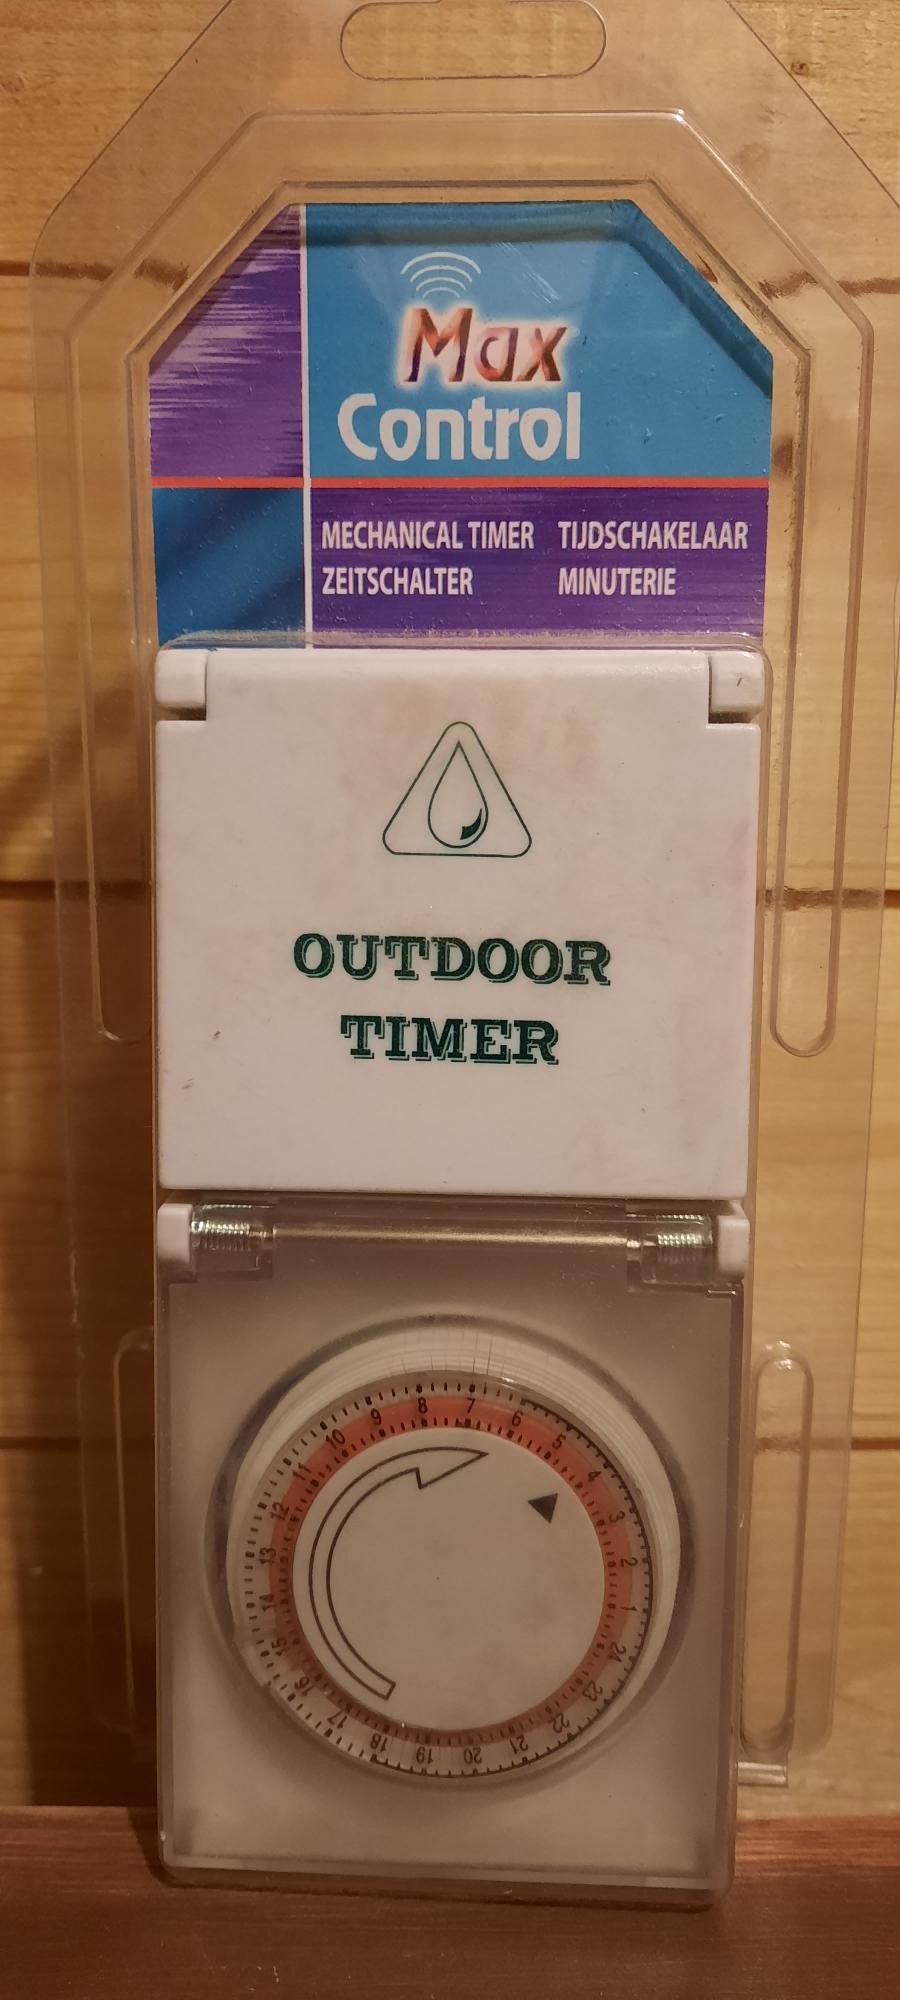 Max
Control
MECHANICAL TIMER TIJDSCHAKELAAR
ZEITSCHALTER MINUTERIE
OUTDOOR
TIMER
1 2 3 4 5 6 7 8 9 10 11 12 13 14 15 16 17 18 19 20 21 22 23 24